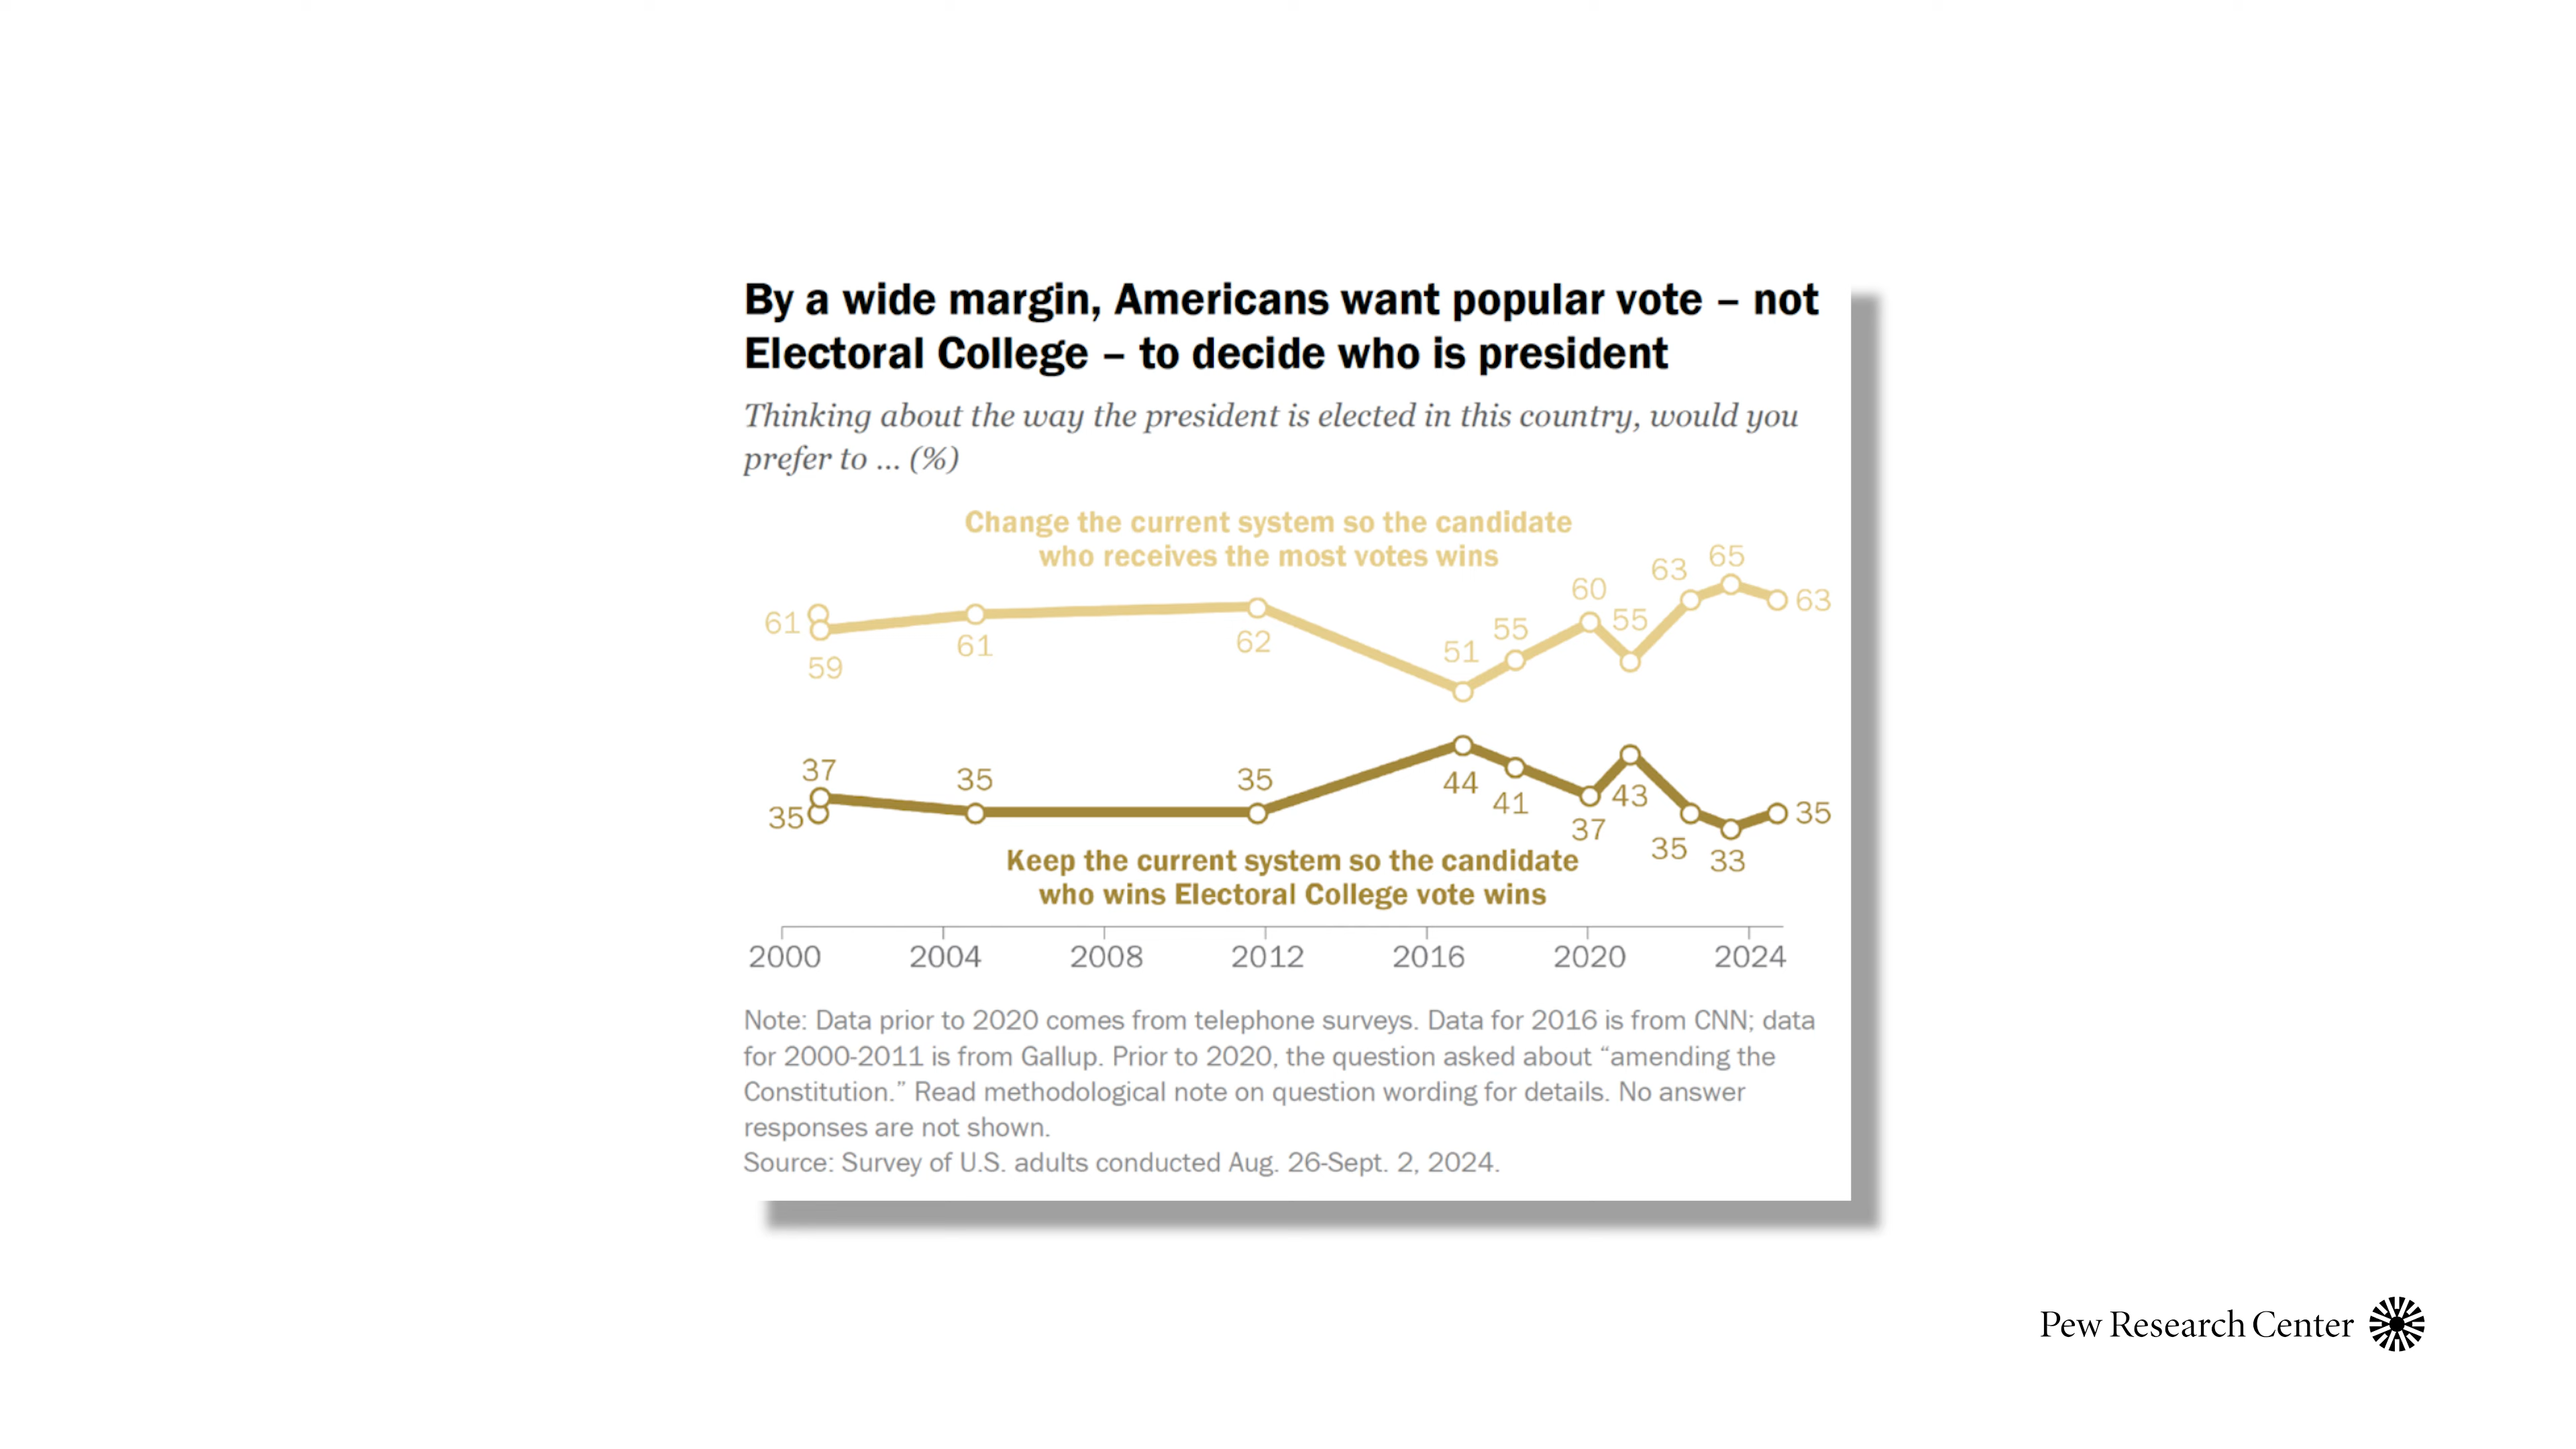 By a wide margin, Americans want popular vote – not
Electoral College – to decide who is president
Thinking about the way the president is elected in this country, would you
prefer to ... (%)
Change the current system so the candidate
who receives the most votes wins
61
59
61
62
51
55
60
55
63
65
63
37
35
35
35
44
41
37
43
35
33
35
Keep the current system so the candidate
who wins Electoral College vote wins
2000 2004 2008 2012 2016 2020 2024
Note: Data prior to 2020 comes from telephone surveys. Data for 2016 is from CNN; data
for 2000-2011 is from Gallup. Prior to 2020, the question asked about “amending the
Constitution.” Read methodological note on question wording for details. No answer
responses are not shown.
Source: Survey of U.S. adults conducted Aug. 26-Sept. 2, 2024.
Pew Research Center